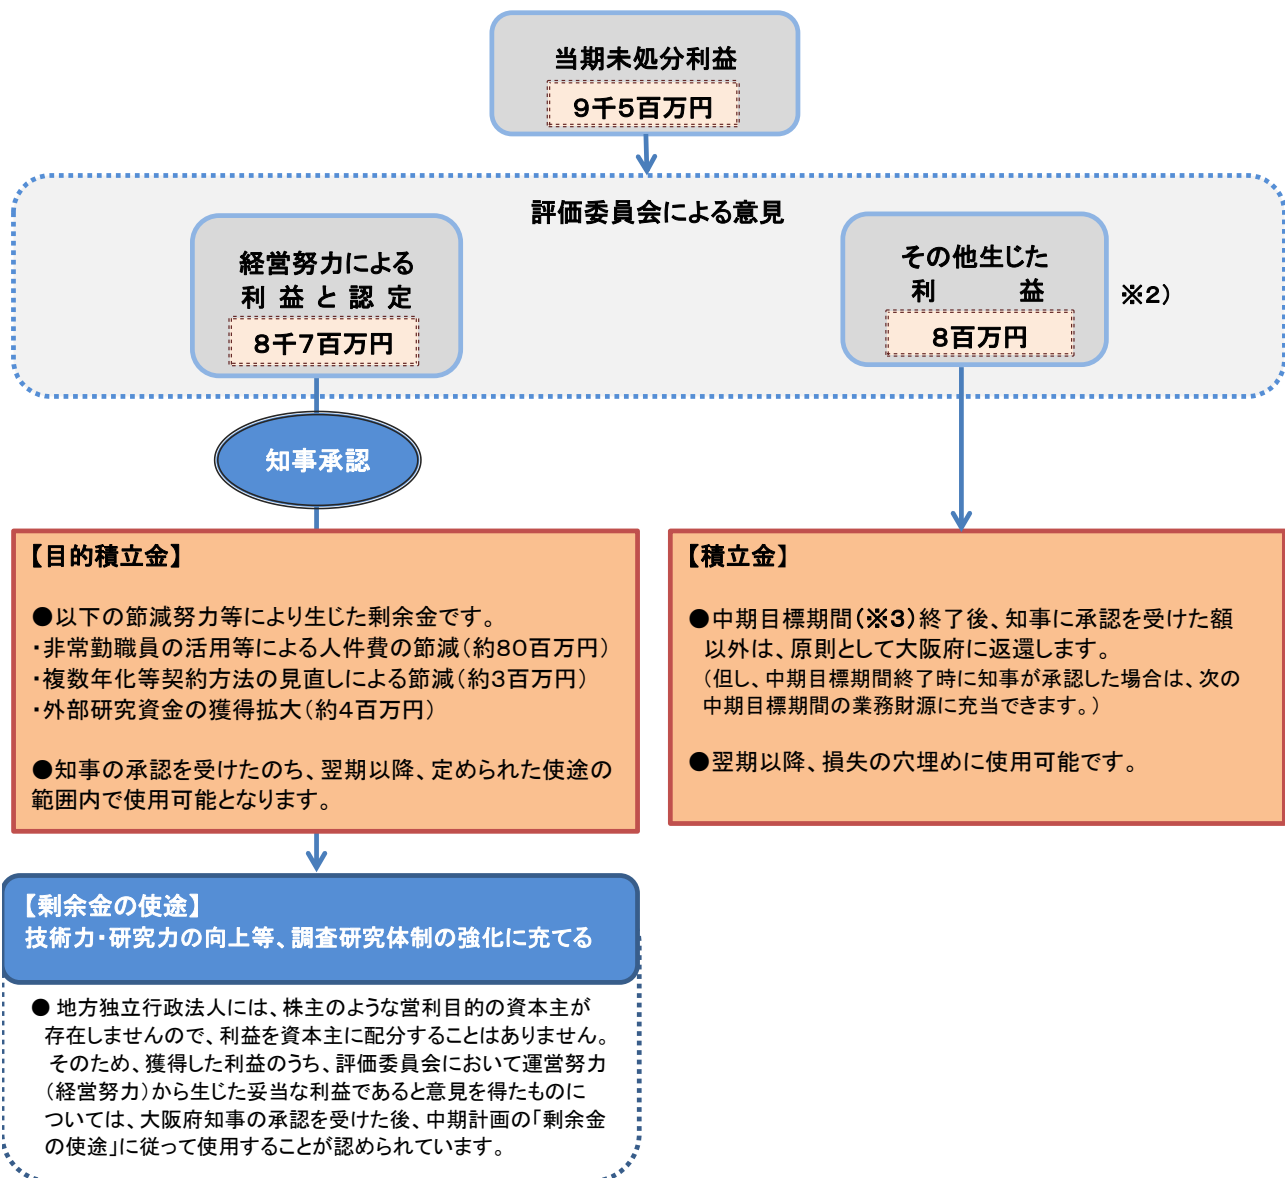 当期未処分利益
9千5百万円
評価委員会による意見
経営努力による
利益と認定
8千7百万円
その他生じた
利　　益
8百万円
※2)
知事承認
【目的積立金】
●以下の節減努力等により生じた剰余金です。
・非常勤職員の活用等による人件費の節減(約80百万円)
・複数年化等契約方法の見直しによる節減(約3百万円)
・外部研究資金の獲得拡大(約4百万円)
●知事の承認を受けたのち、翌期以降、定められた使途の
範囲内で使用可能となります。
【積立金】
●中期目標期間(※3)終了後、知事に承認を受けた額
以外は、原則として大阪府に返還します。
(但し、中期目標期間終了時に知事が承認した場合は、次の
中期目標期間の業務財源に充当できます。)
●翌期以降、損失の穴埋めに使用可能です。
【剰余金の使途】
技術力・研究力の向上等、調査研究体制の強化に充てる
● 地方独立行政法人には、株主のような営利目的の資本主が
存在しませんので、利益を資本主に配分することはありません。
そのため、獲得した利益のうち、評価委員会において運営努力
(経営努力)から生じた妥当な利益であると意見を得たものに
ついては、大阪府知事の承認を受けた後、中期計画の「剰余金
の使途」に従って使用することが認められています。